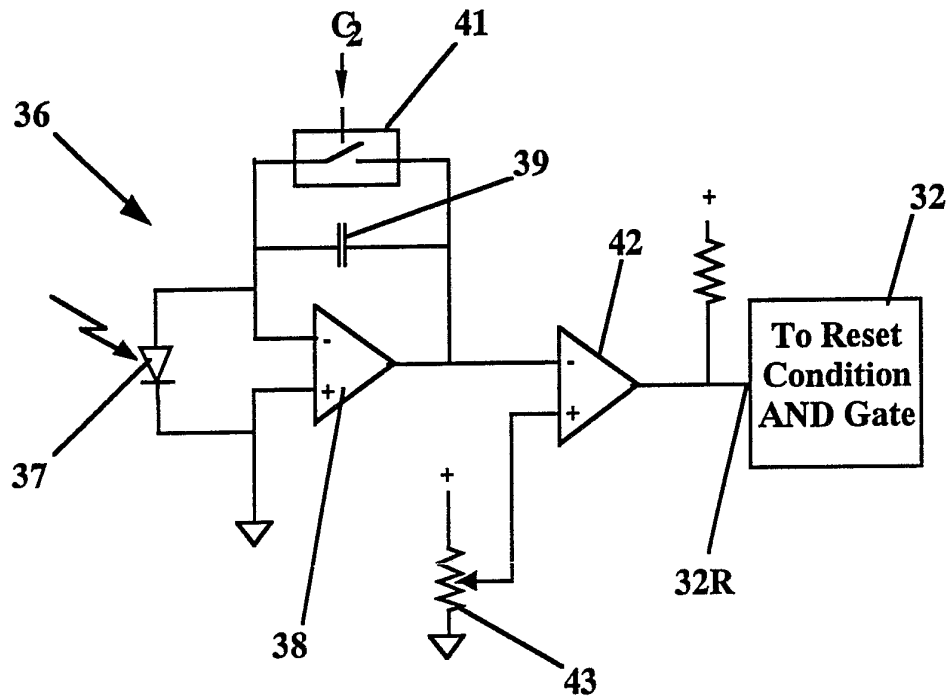 C2
41
36
39
32
42
+
-
+
To Reset
Condition
AND Gate
-
+
37
+
32R
38
43